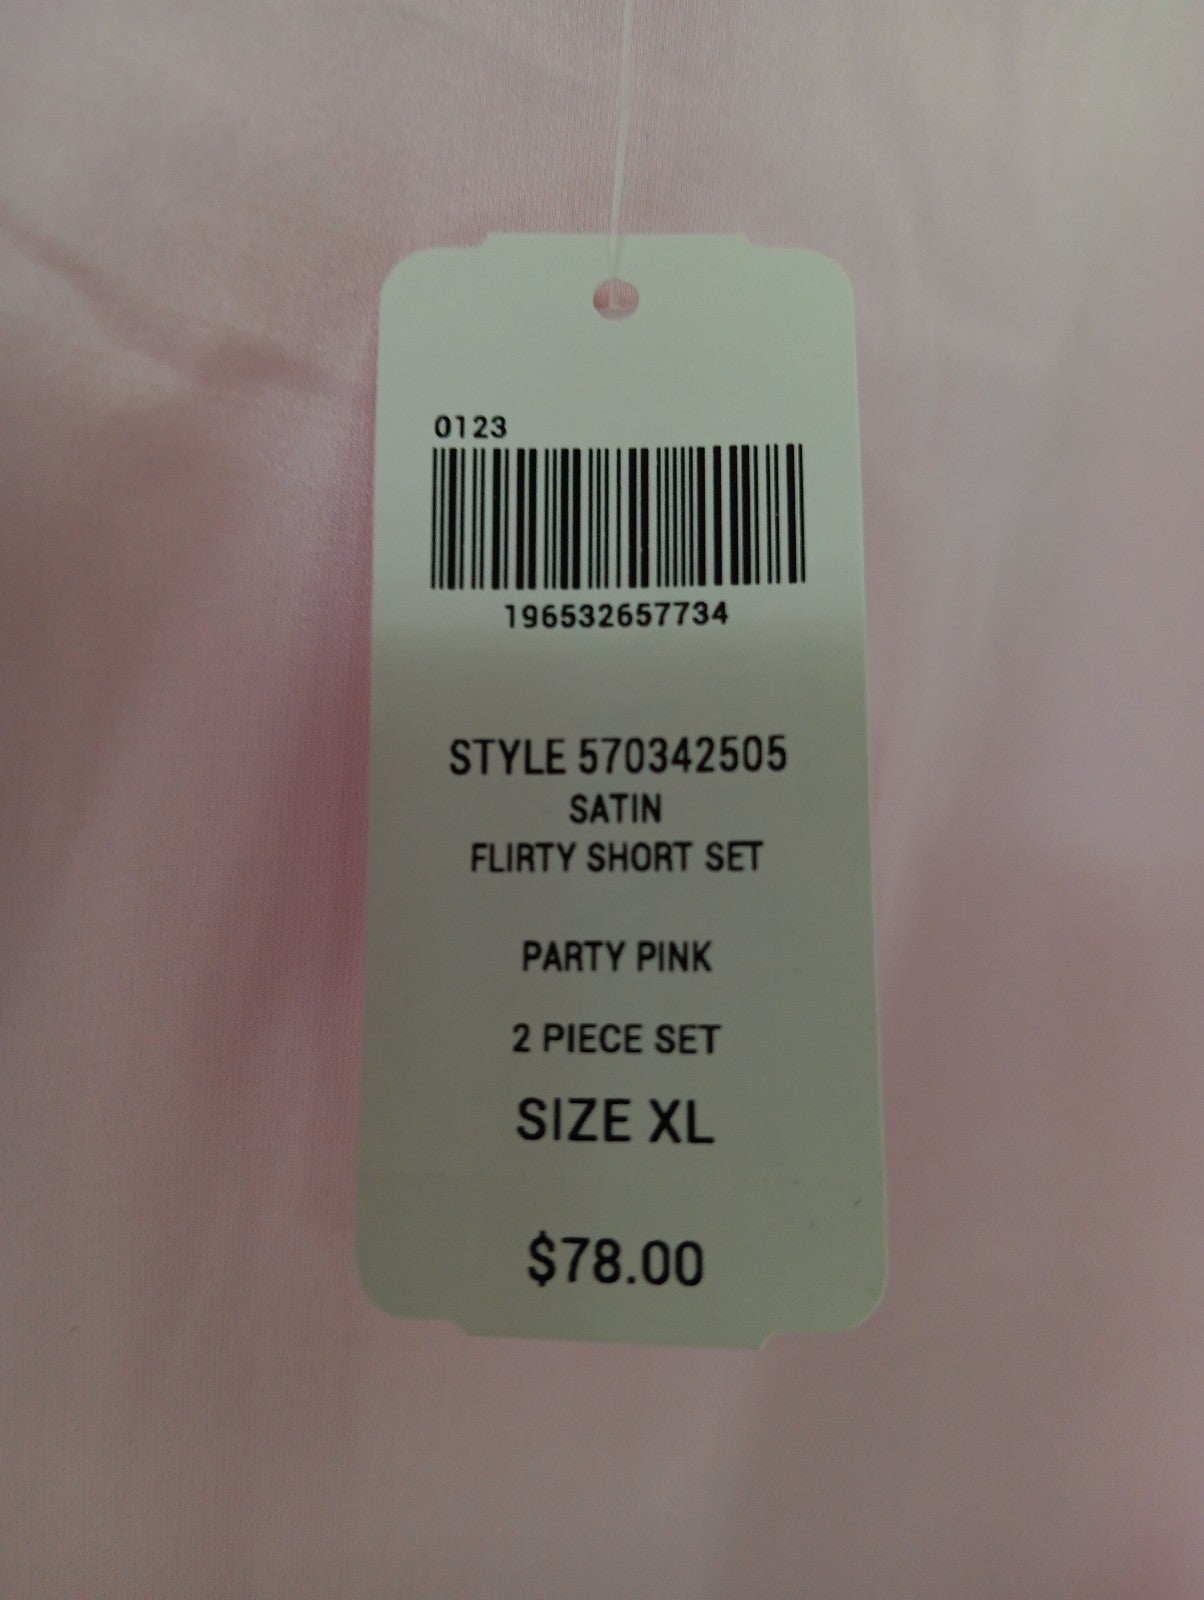 0123
196532657734
STYLE 570342505
SATIN
FLIRTY SHORT SET
PARTY PINK
2 PIECE SET
SIZE XL
$78.00